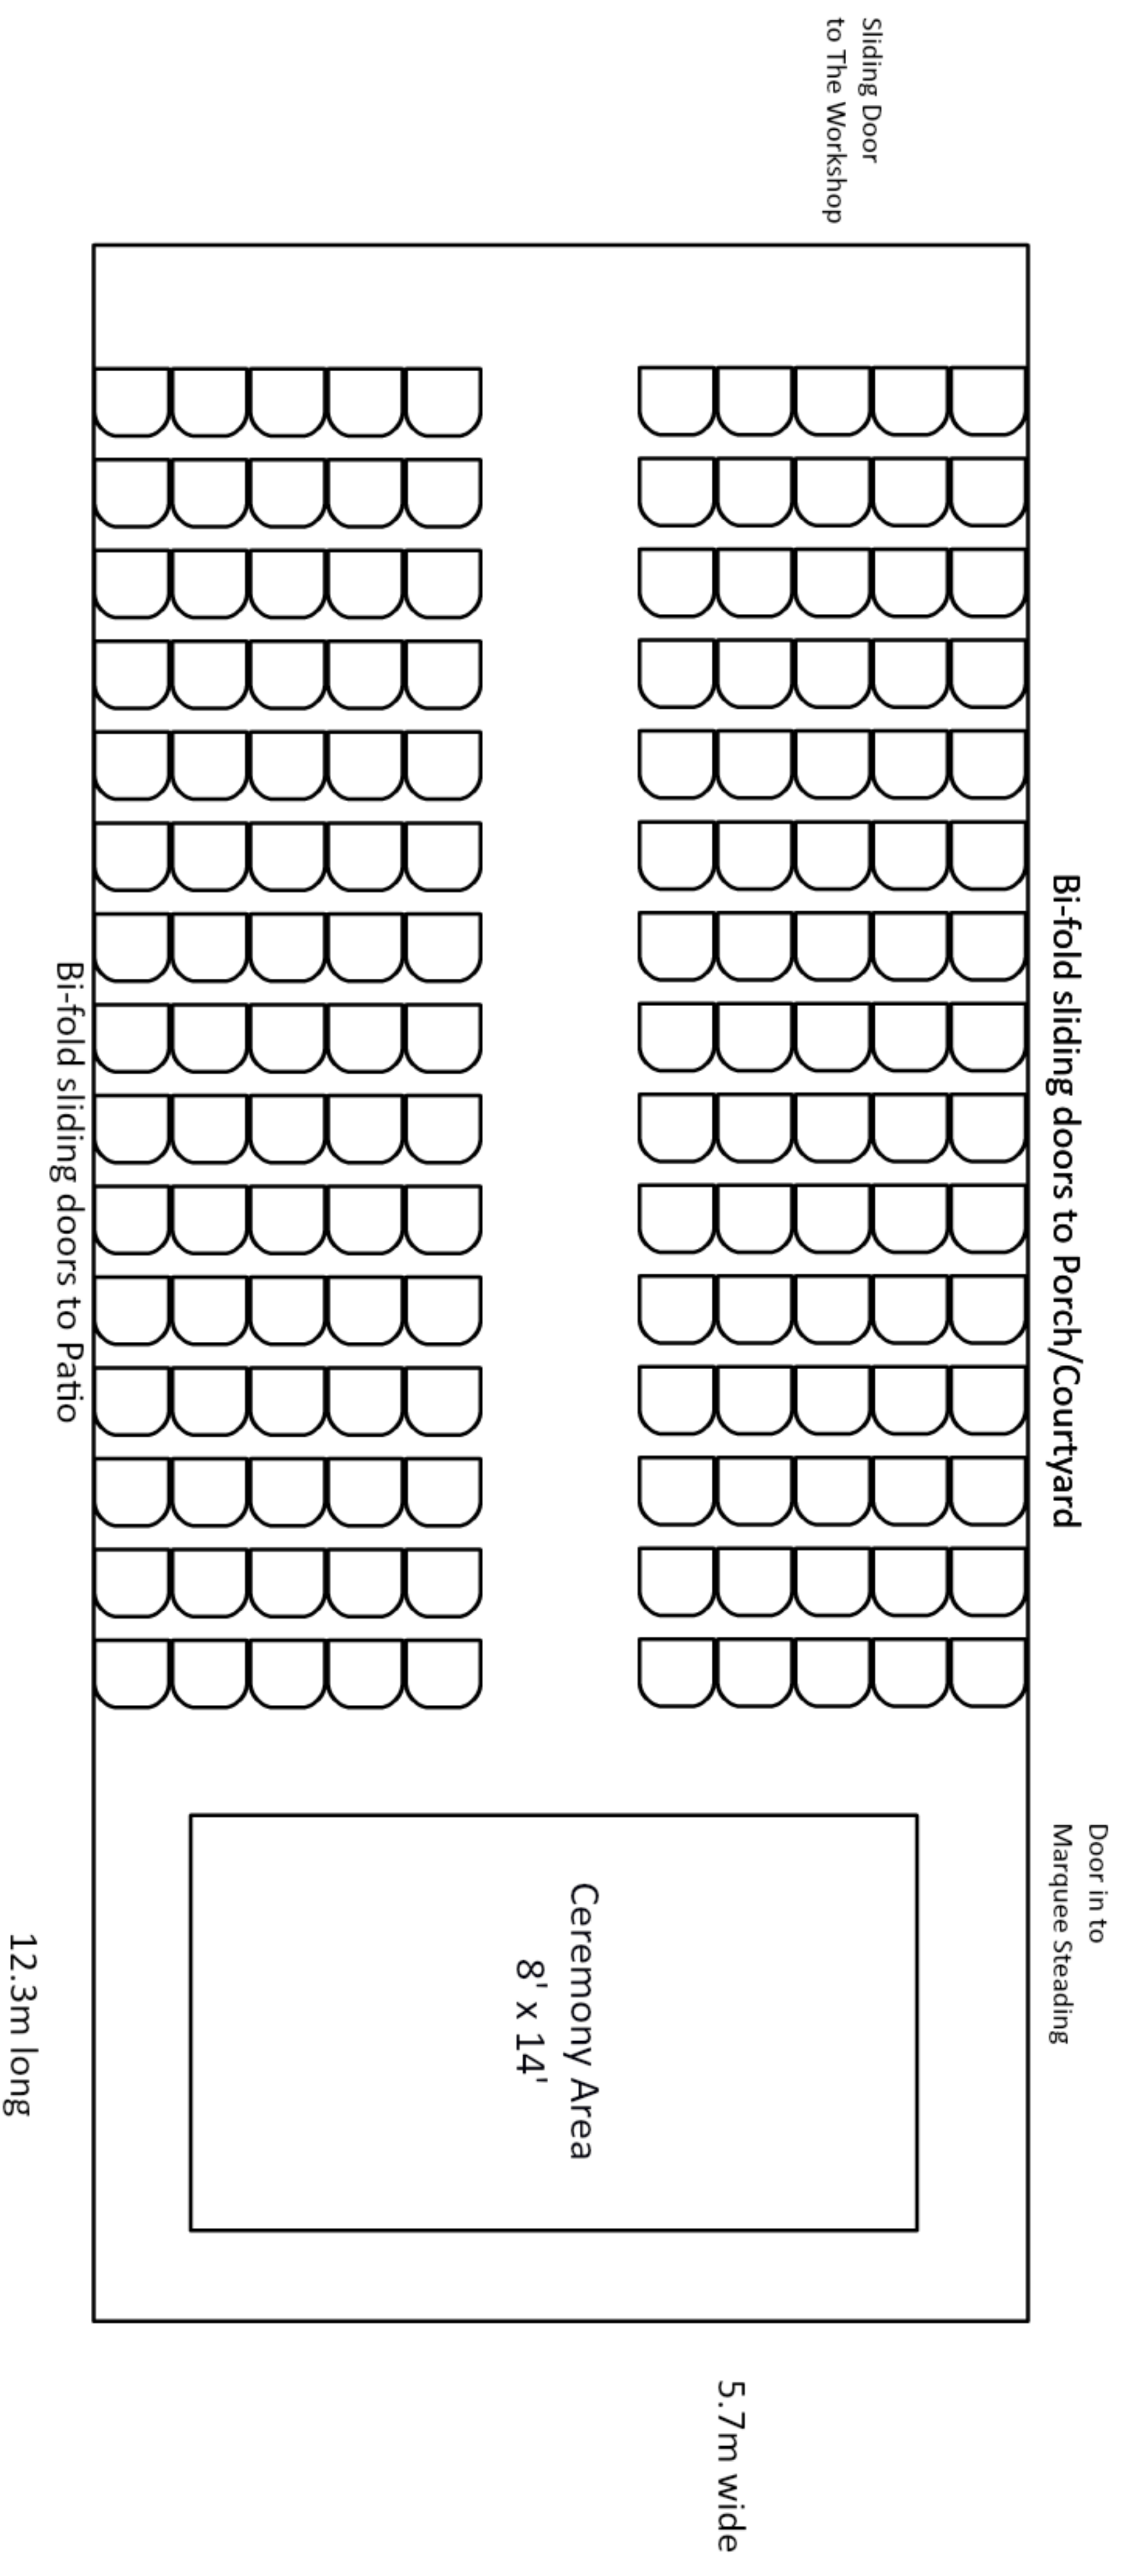 Sliding Door
to The Workshop
Bi-fold sliding doors to Porch/Courtyard
Door in to
Marquee Steading
Bi-fold sliding doors to Patio
Ceremony Area
8' x 14'
12.3m long
5.7m wide